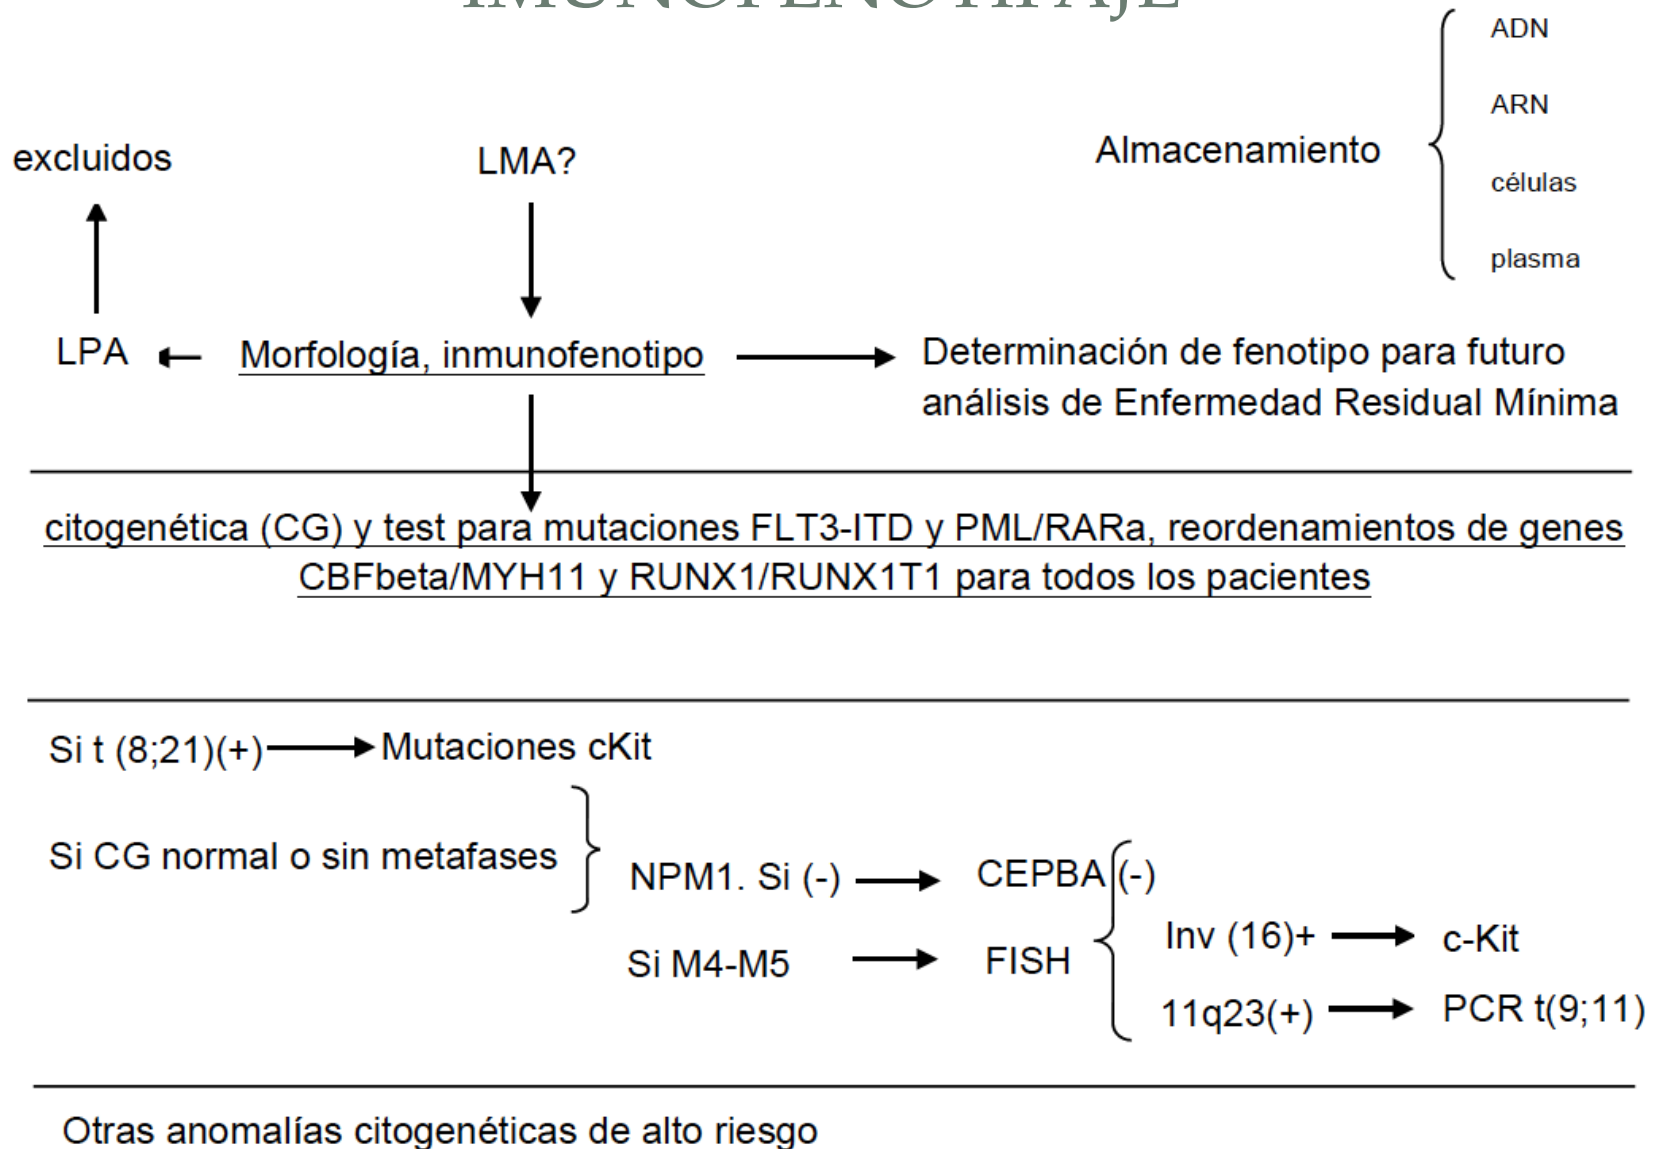 IMUNOFENOTIPAJE
ADN
ARN
células
plasma
Almacenamiento
excluidos
LMA?
LPA
Morfología, inmunofenotipo
Determinación de fenotipo para futuro
análisis de Enfermedad Residual Mínima
citogenética (CG) y test para mutaciones FLT3-ITD y PML/RARa, reordenamientos de genes
CBFbeta/MYH11 y RUNX1/RUNX1T1 para todos los pacientes
Si t (8;21)(+)
Mutaciones cKit
Si CG normal o sin metafases
NPM1. Si (-)
CEPBA (-)
Si M4-M5
FISH
Inv (16)+
c-Kit
11q23(+)
PCR t(9;11)
Otras anomalías citogenéticas de alto riesgo